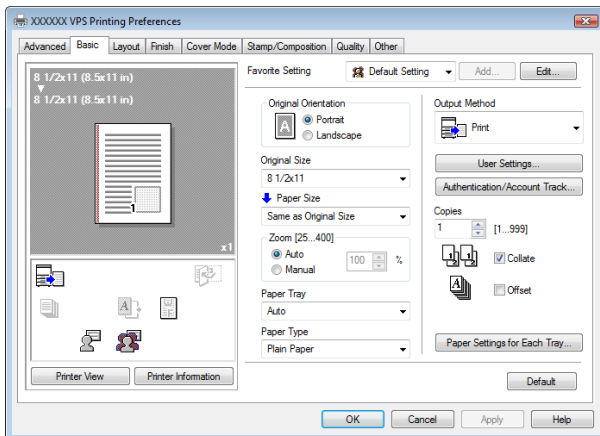 XXXXXX VPS Printing Preferences
Advanced Basic Layout Finish Cover Mode Stamp/Composition Quality Other
8 1/2x11 (8.5x11 in)
8 1/2x11 (8.5x11 in)
1
x1
Printer View Printer Information
Favorite Setting Default Setting Add... Edit...
Original Orientation
A
Portrait
Landscape
Original Size
8 1/2x11
Paper Size
Same as Original Size
Zoom [25...400]
Auto
Manual
100 %
Paper Tray
Auto
Paper Type
Plain Paper
Output Method
Print
User Settings...
Authentication/Account Track...
Copies
1 [1...999]
Collate
Offset
Paper Settings for Each Tray...
Default
OK Cancel Apply Help